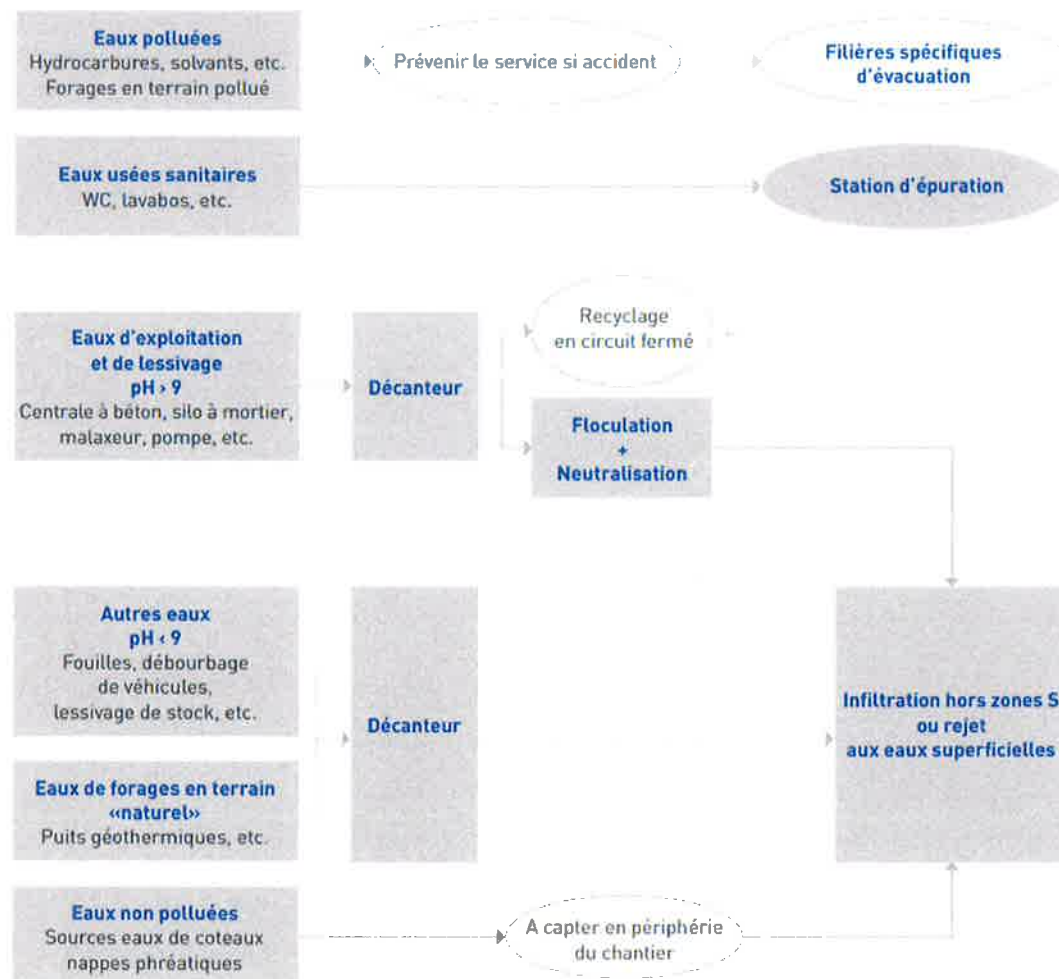 Eaux polluées
Hydrocarbures, solvants, etc.
Forages en terrain pollué
Prévenir le service si accident
Filières spécifiques
d'évacuation
Eaux usées sanitaires
WC, lavabos, etc.
Station d'épuration
Eaux d'exploitation
et de lessivage
pH › 9
Centrale à béton, silo à mortier,
malaxeur, pompe, etc.
Décanteur
Recyclage
en circuit fermé
Floculation
+
Neutralisation
Autres eaux
pH ‹ 9
Fouilles, débourbage
de véhicules,
lessivage de stock, etc.
Eaux de forages en terrain
«naturel»
Puits géothermiques, etc.
Décanteur
Infiltration hors zones S
ou rejet
aux eaux superficielles
Eaux non polluées
Sources eaux de coteaux
nappes phréatiques
A capter en périphérie
du chantier